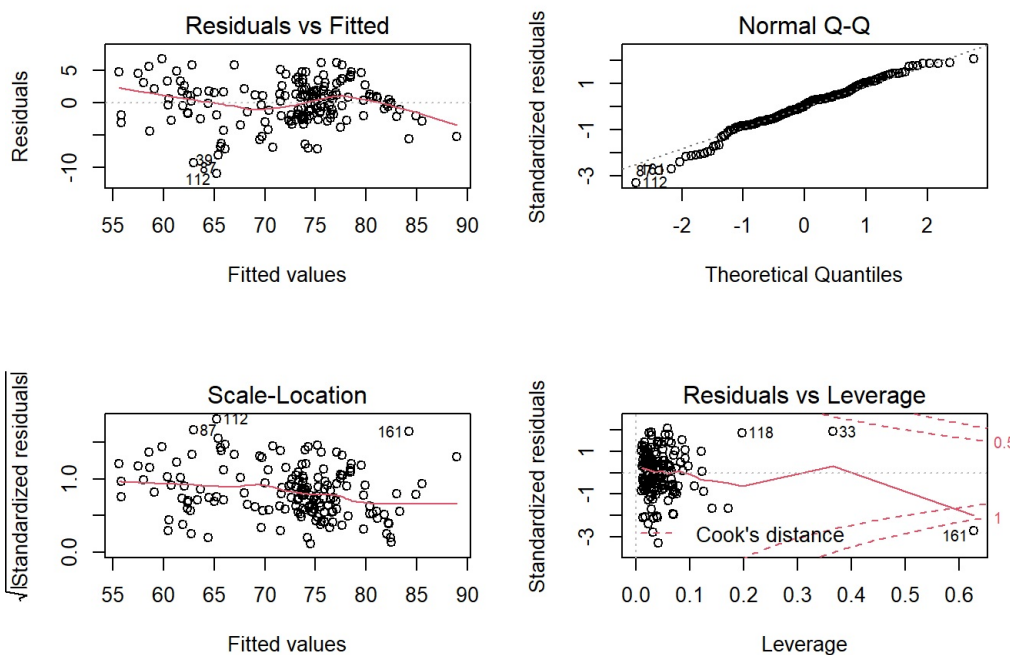 Residuals vs Fitted
Residuals
5
0
-10
39
87
112
55 60 65 70 75 80 85 90
Fitted values
Normal Q-Q
Standardized residuals
1
-1
-3
112
-2 -1 0 1 2
Theoretical Quantiles
Scale-Location
√|Standardized residuals|
1.0
0.0
112
87
161
55 60 65 70 75 80 85 90
Fitted values
Residuals vs Leverage
Standardized residuals
1
-1
-3
118
33
0.5
1
161
Cook's distance
0.0 0.1 0.2 0.3 0.4 0.5 0.6
Leverage